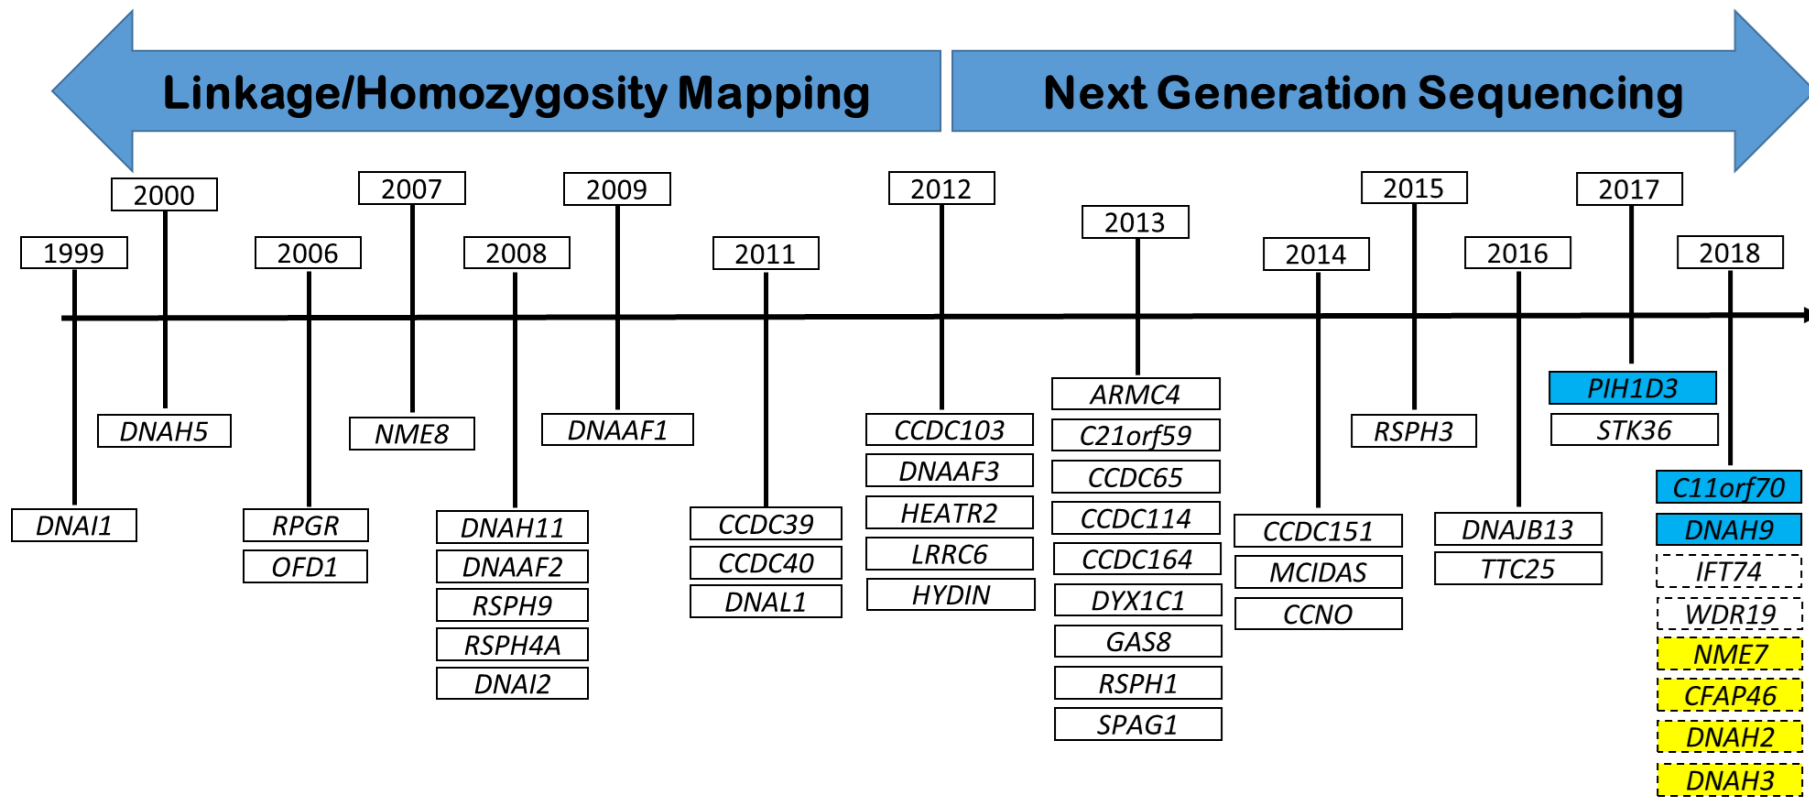 Linkage/Homozygosity Mapping
Next Generation Sequencing
1999
DNAI1
2000
DNAH5
2006
RPGR
OFD1
2007
NME8
2008
DNAH11
DNAAF2
RSPH9
RSPH4A
DNAI2
2009
DNAAF1
2011
CCDC39
CCDC40
DNAL1
2012
CCDC103
DNAAF3
HEATR2
LRRC6
HYDIN
2013
ARMC4
C21orf59
CCDC65
CCDC114
CCDC164
DYX1C1
GAS8
RSPH1
SPAG1
2014
CCDC151
MCIDAS
CCNO
2015
RSPH3
2016
DNAJB13
TTC25
2017
PIH1D3
STK36
2018
C11orf70
DNAH9
IFT74
WDR19
NME7
CFAP46
DNAH2
DNAH3